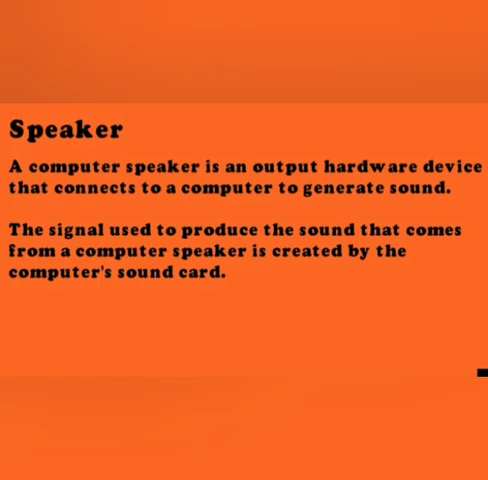 Speaker
A computer speaker is an output hardware device
that connects to a computer to generate sound.
The signal used to produce the sound that comes
from a computer speaker is created by the
computer's sound card.